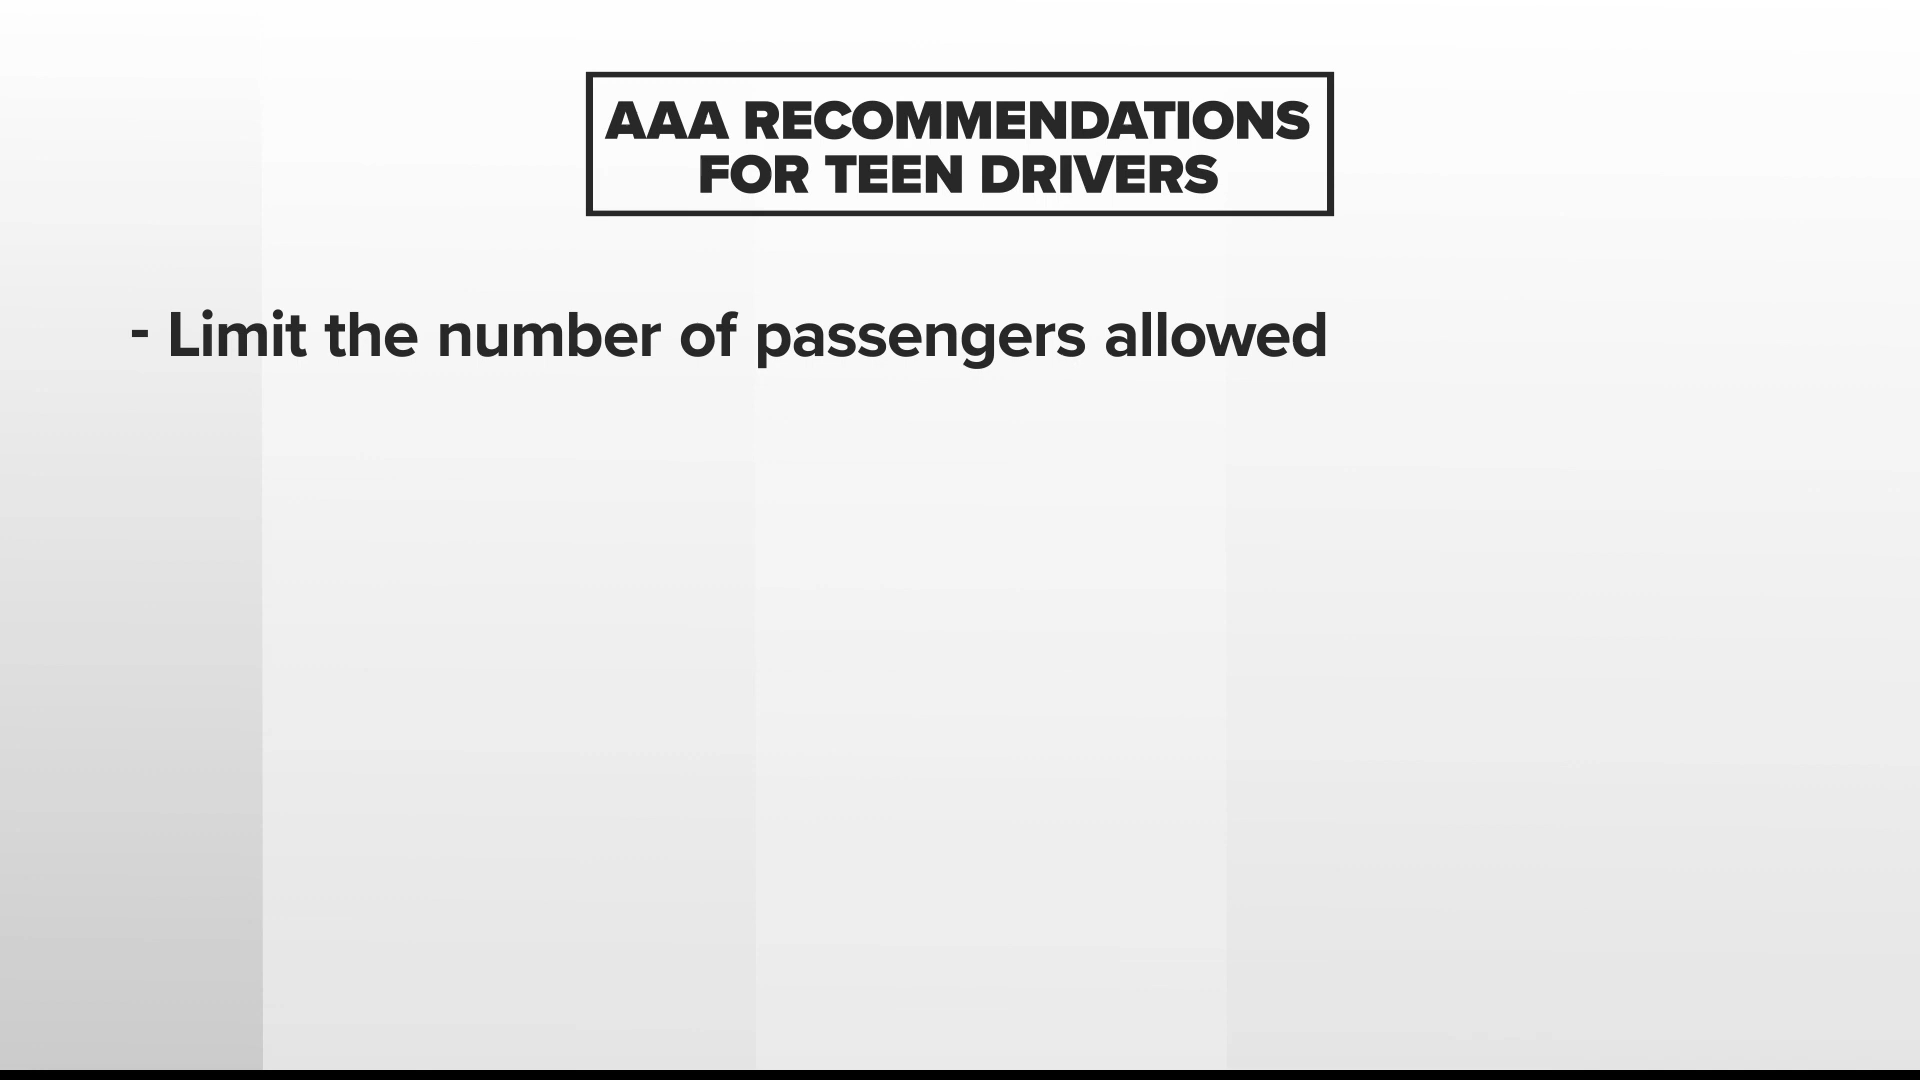 AAA RECOMMENDATIONS
FOR TEEN DRIVERS
- Limit the number of passengers allowed